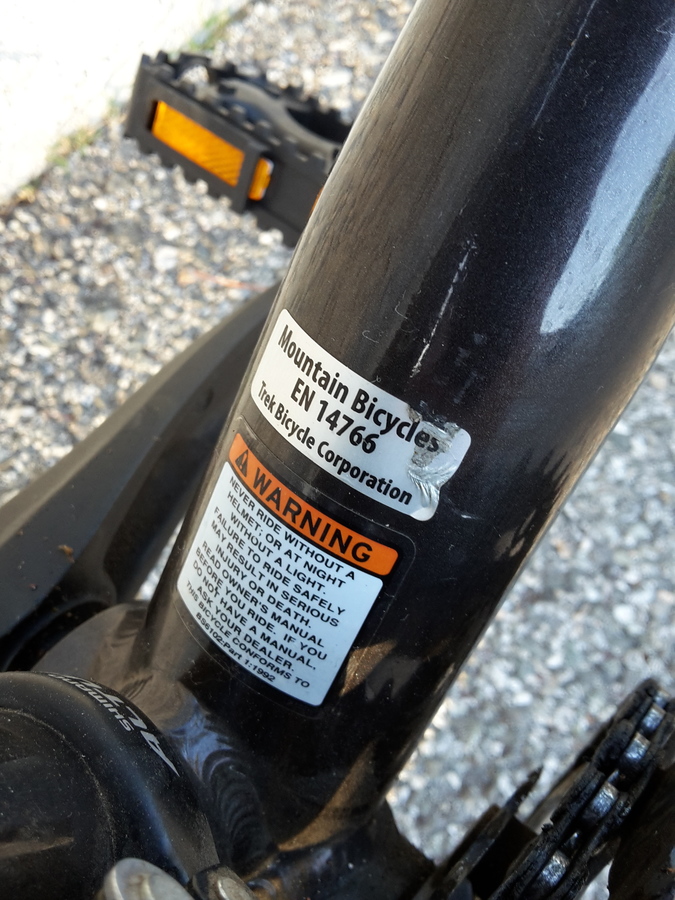 Mountain Bicycles
EN 14766
Trek Bicycle Corporation
WARNING
NEVER RIDE WITHOUT A
HELMET; OR AT NIGHT
WITHOUT A LIGHT.
FAILURE TO RIDE SAFELY
MAY RESULT IN SERIOUS
INJURY OR DEATH.
READ OWNER'S MANUAL
BEFORE YOU RIDE. IF YOU
DO NOT HAVE A MANUAL,
ASK YOUR DEALER.
THIS BICYCLE CONFORMS TO
BS6102:Part 1:1992